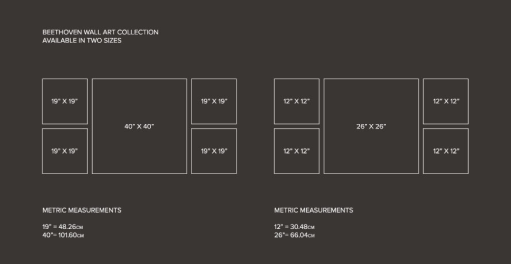 BEETHOVEN WALL ART COLLECTION
AVAILABLE IN TWO SIZES
19" X 19"
40" X 40"
19" X 19"
19" X 19"
19" X 19"
12" X 12"
26" X 26"
12" X 12"
12" X 12"
12" X 12"
METRIC MEASUREMENTS
19" = 48.26CM
40"= 101.60CM
METRIC MEASUREMENTS
12" = 30.48CM
26"= 66.04CM